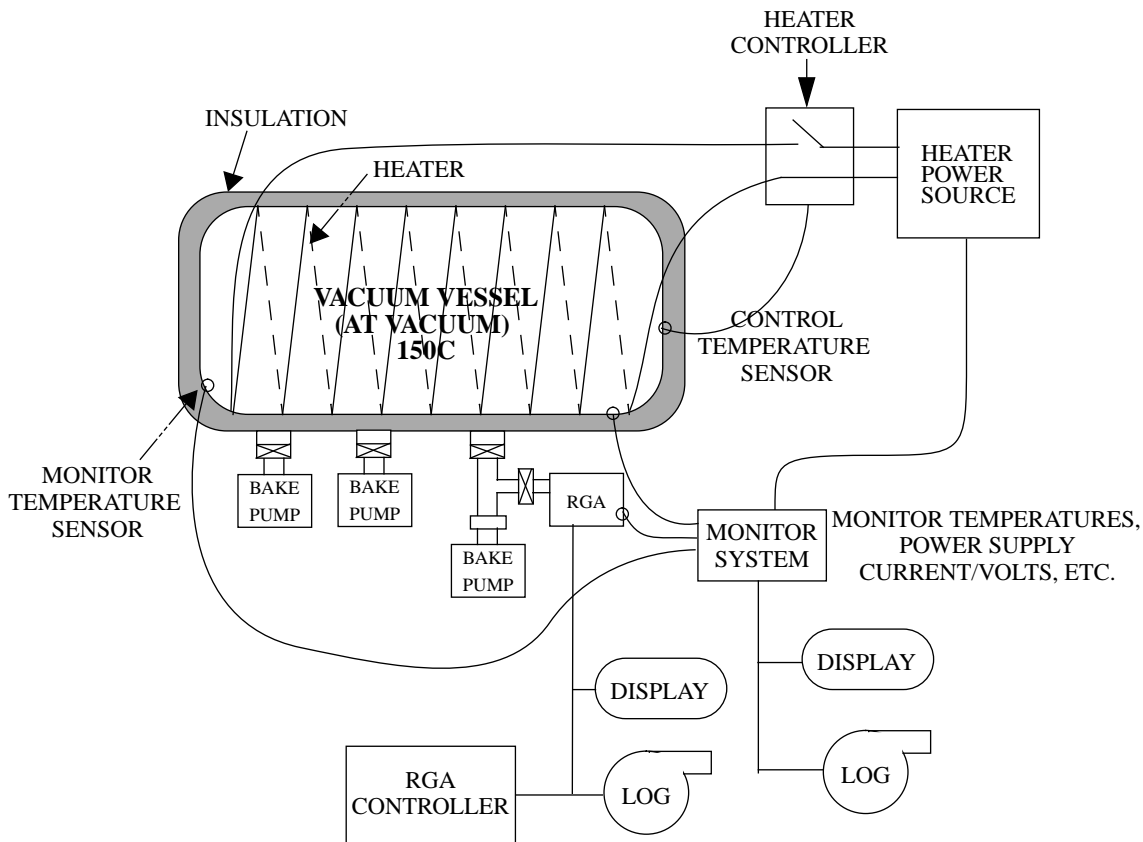 HEATER
CONTROLLER
INSULATION
HEATER
HEATER
POWER
SOURCE
VACUUM VESSEL
(AT VACUUM)
150C
CONTROL
TEMPERATURE
SENSOR
MONITOR
TEMPERATURE
SENSOR
BAKE
PUMP
BAKE
PUMP
RGA
BAKE
PUMP
MONITOR
SYSTEM
MONITOR TEMPERATURES,
POWER SUPPLY
CURRENT/VOLTS, ETC.
DISPLAY
DISPLAY
LOG
RGA
CONTROLLER
LOG